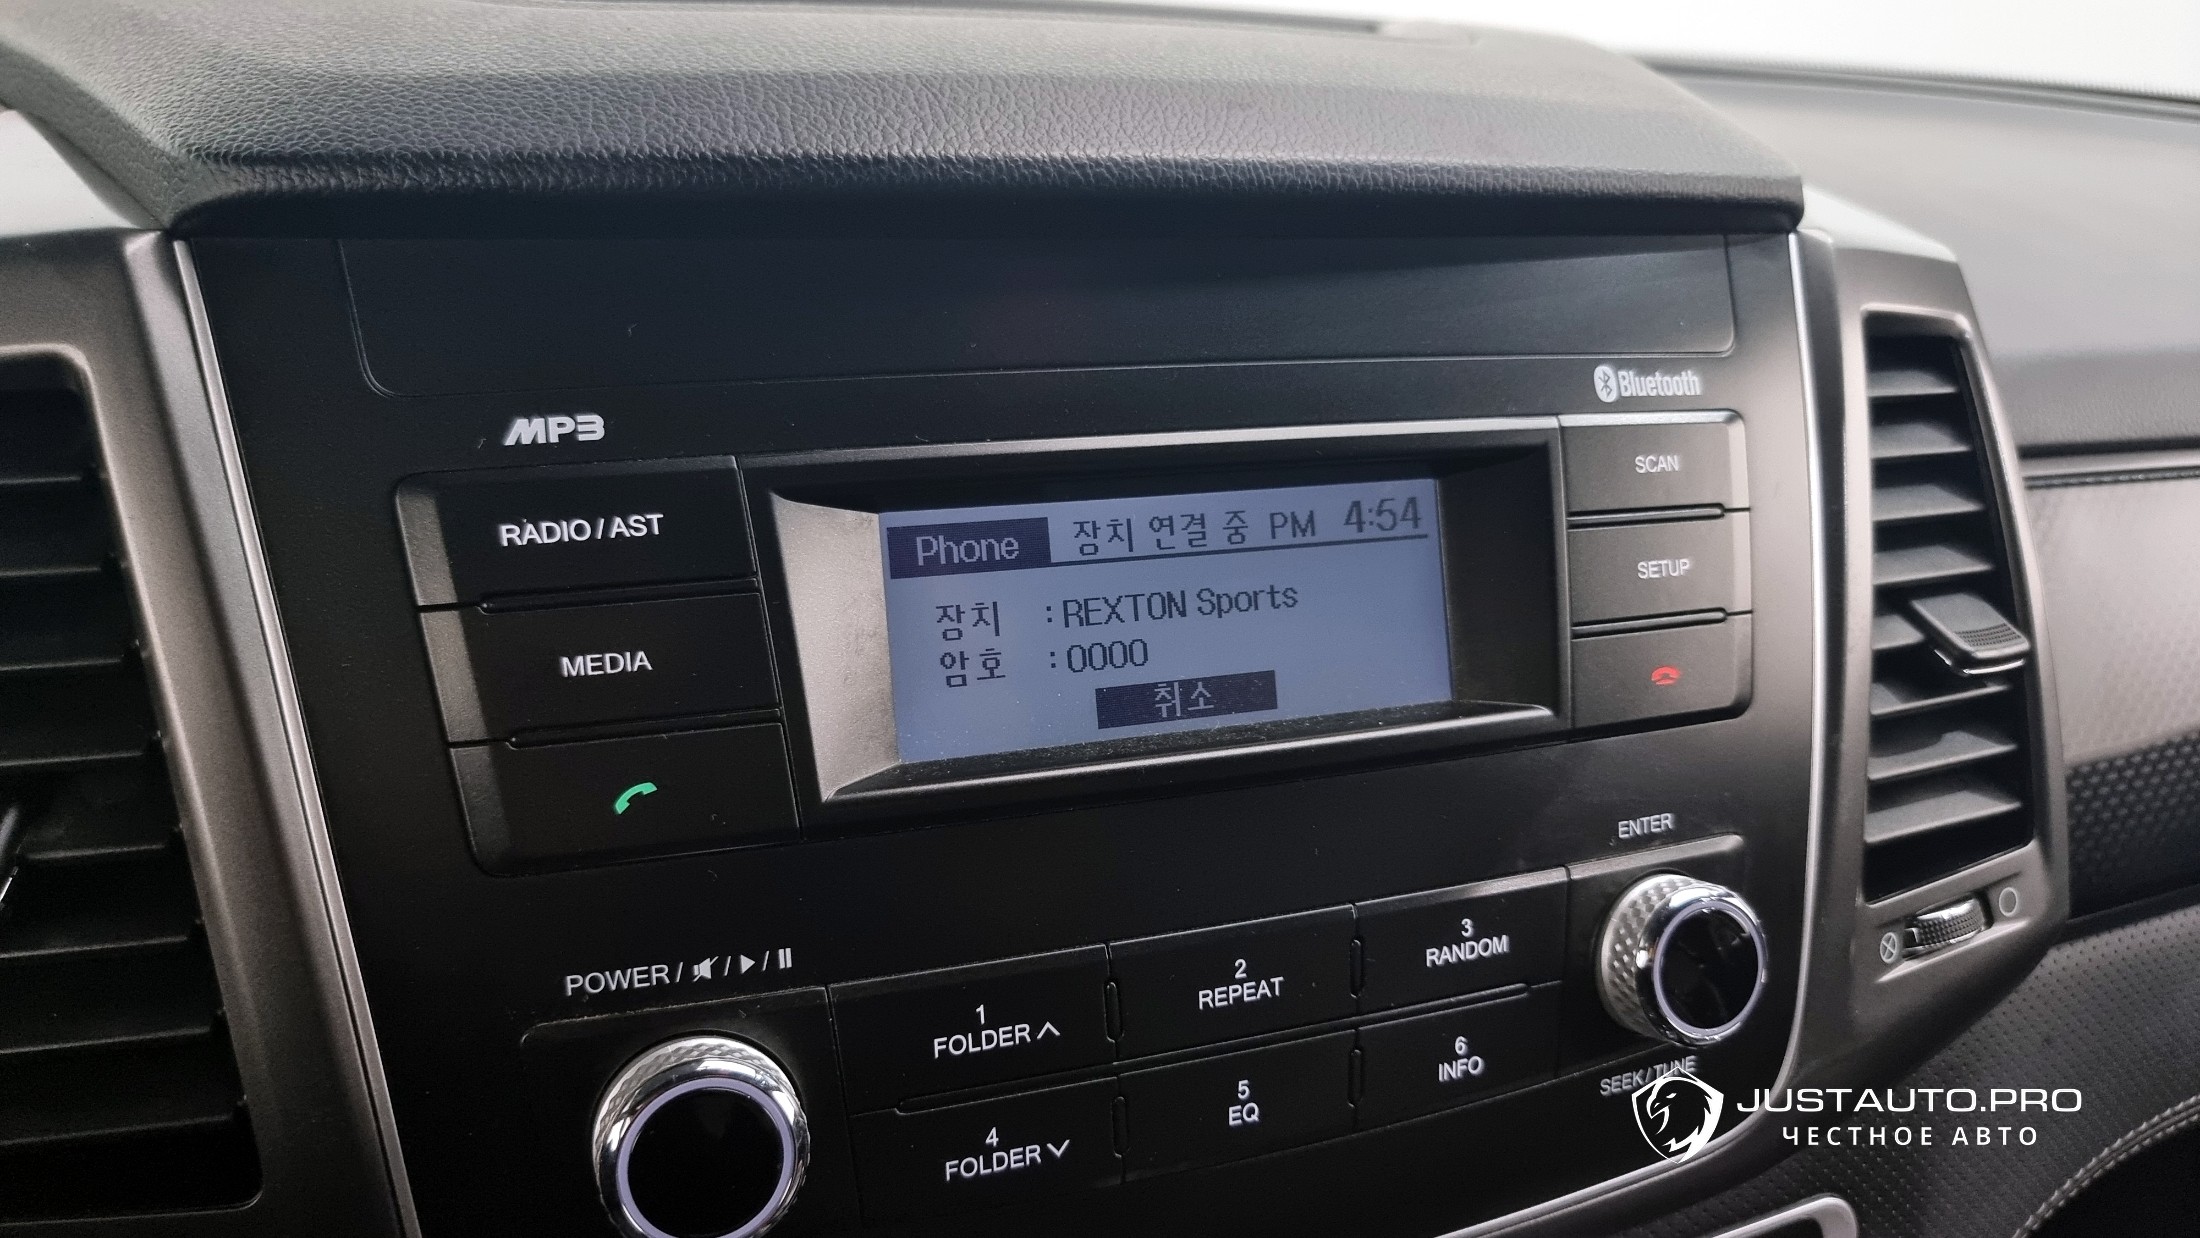 MP3
Bluetooth
RADIO / AST
MEDIA
Phone 장치 연결 중 PM 4:54
장치 : REXTON Sports
암호 : 0000
취소
SCAN
SETUP
ENTER
POWER / / /
1
FOLDER
2
REPEAT
3
RANDOM
4
FOLDER
5
EQ
6
INFO
SEEK / TUNE
JUSTAUTO.PRO
ЧЕСТНОЕ АВТО